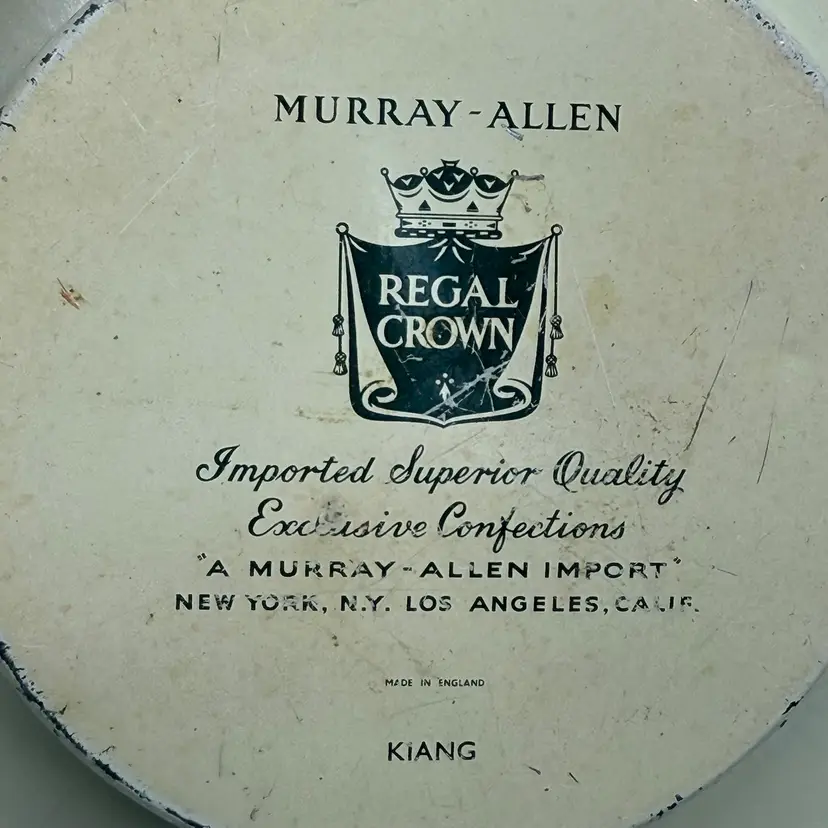 MURRAY-ALLEN
REGAL
CROWN
Imported Superior Quality
Exclusive Confections
"A MURRAY-ALLEN IMPORT"
NEW YORK, N.Y. LOS ANGELES, CALIF.
MADE IN ENGLAND
KIANG